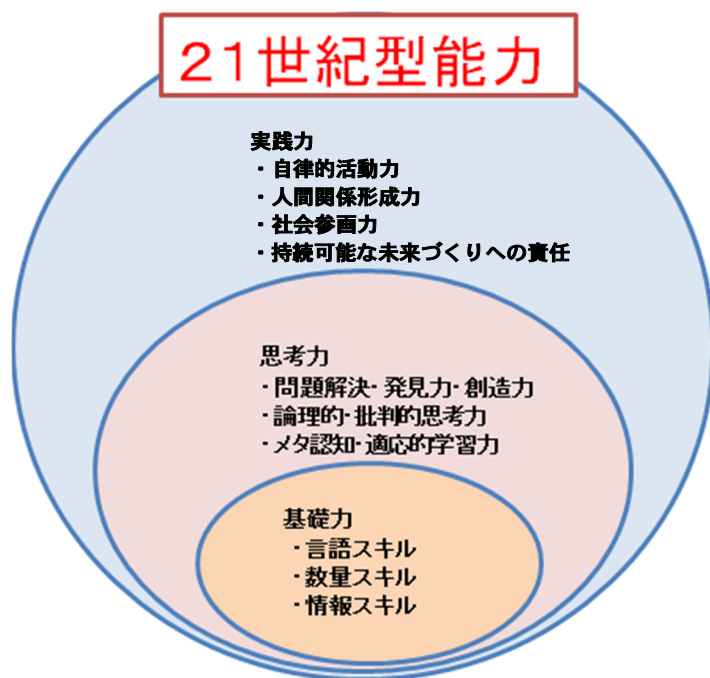 21世紀型能力
実践力
・自律的活動力
・人間関係形成力
・社会参画力
・持続可能な未来づくりへの責任
思考力
・問題解決・発見力・創造力
・論理的・批判的思考力
・メタ認知・適応的学習力
基礎力
・言語スキル
・数量スキル
・情報スキル